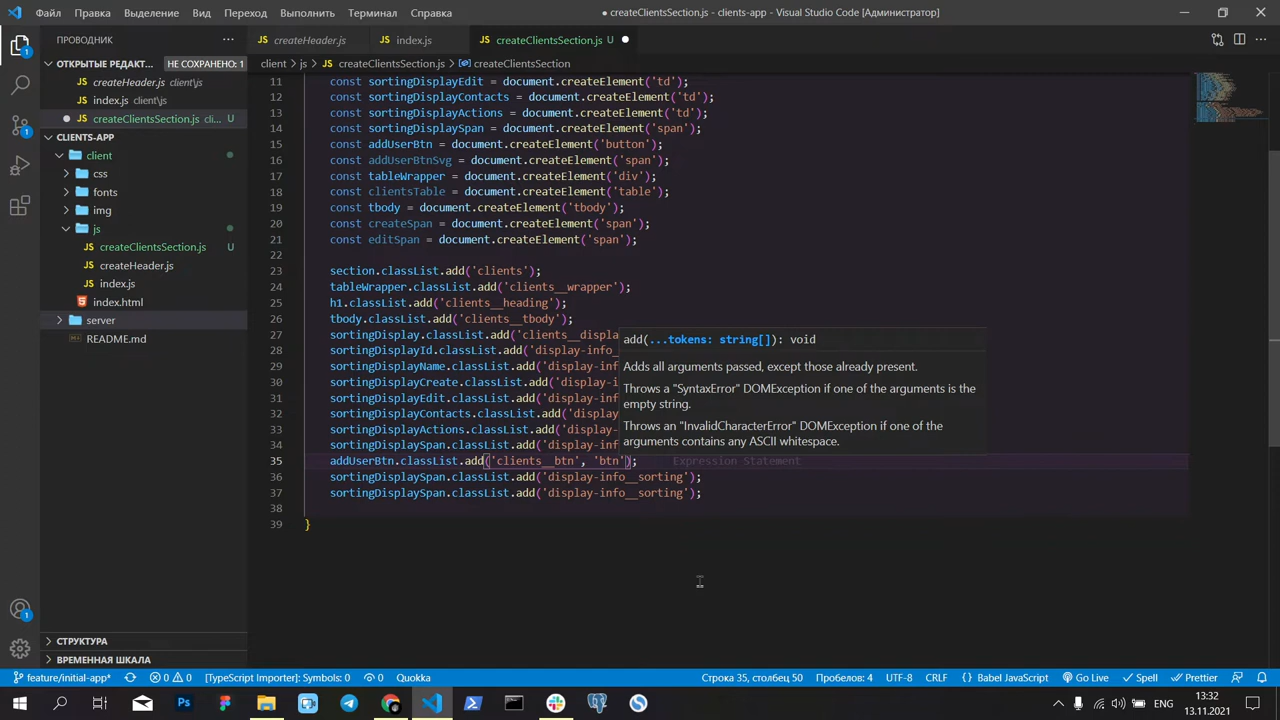 Файл Правка Выделение Вид Переход Выполнить Терминал Справка
● createClientsSection.js - clients-app - Visual Studio Code [Администратор]
ПРОВОДНИК
createHeader.js
index.js
createClientsSection.js U
ОТКРЫТЫЕ РЕДАКТ...
НЕ СОХРАНЕНО: 1
client > js > createClientsSection.js > createClientsSection
createHeader.js client\js
index.js client\js
createClientsSection.js cli... U
CLIENTS-APP
client
css
fonts
img
js
createClientsSection.js U
createHeader.js
index.js
index.html
server
README.md
СТРУКТУРА
ВРЕМЕННАЯ ШКАЛА
11 const sortingDisplayEdit = document.createElement('td');
12 const sortingDisplayContacts = document.createElement('td');
13 const sortingDisplayActions = document.createElement('td');
14 const sortingDisplaySpan = document.createElement('span');
15 const addUserBtn = document.createElement('button');
16 const addUserBtnSvg = document.createElement('span');
17 const tableWrapper = document.createElement('div');
18 const clientsTable = document.createElement('table');
19 const tbody = document.createElement('tbody');
20 const createSpan = document.createElement('span');
21 const editSpan = document.createElement('span');
22
23 section.classList.add('clients');
24 tableWrapper.classList.add('clients__wrapper');
25 h1.classList.add('clients__heading');
26 tbody.classList.add('clients__tbody');
27 sortingDisplay.classList.add('clients__displa
28 sortingDisplayId.classList.add('display-info_
29 sortingDisplayName.classList.add('display-inf
30 sortingDisplayCreate.classList.add('display-i
31 sortingDisplayEdit.classList.add('display-inf
32 sortingDisplayContacts.classList.add('display
33 sortingDisplayActions.classList.add('display-
34 sortingDisplaySpan.classList.add('display-inf
35 addUserBtn.classList.add('clients__btn', 'btn'); Expression Statement
36 sortingDisplaySpan.classList.add('display-info__sorting');
37 sortingDisplaySpan.classList.add('display-info__sorting');
38
39 }
add(...tokens: string[]): void
Adds all arguments passed, except those already present.
Throws a "SyntaxError" DOMException if one of the arguments is the
empty string.
Throws an "InvalidCharacterError" DOMException if one of the
arguments contains any ASCII whitespace.
feature/initial-app* 0 0 [TypeScript Importer]: Symbols: 0 0 Quokka
Строка 35, столбец 50 Пробелов: 4 UTF-8 CRLF {} Babel JavaScript Go Live Spell Prettier
ENG
13:32
13.11.2021